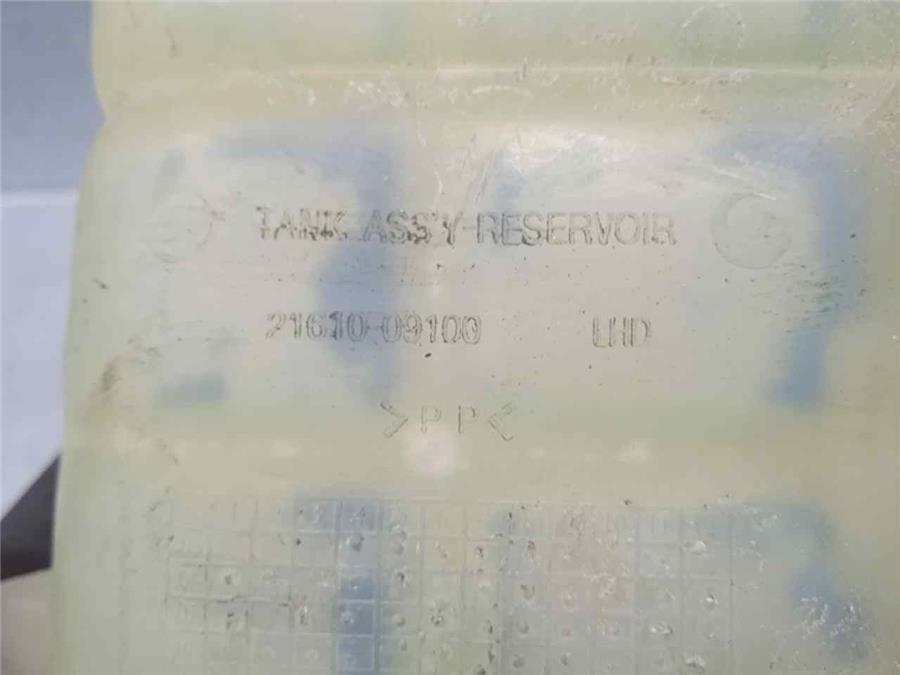 TANK ASS'Y-RESERVOIR
21610-09100 LHD
>PP<